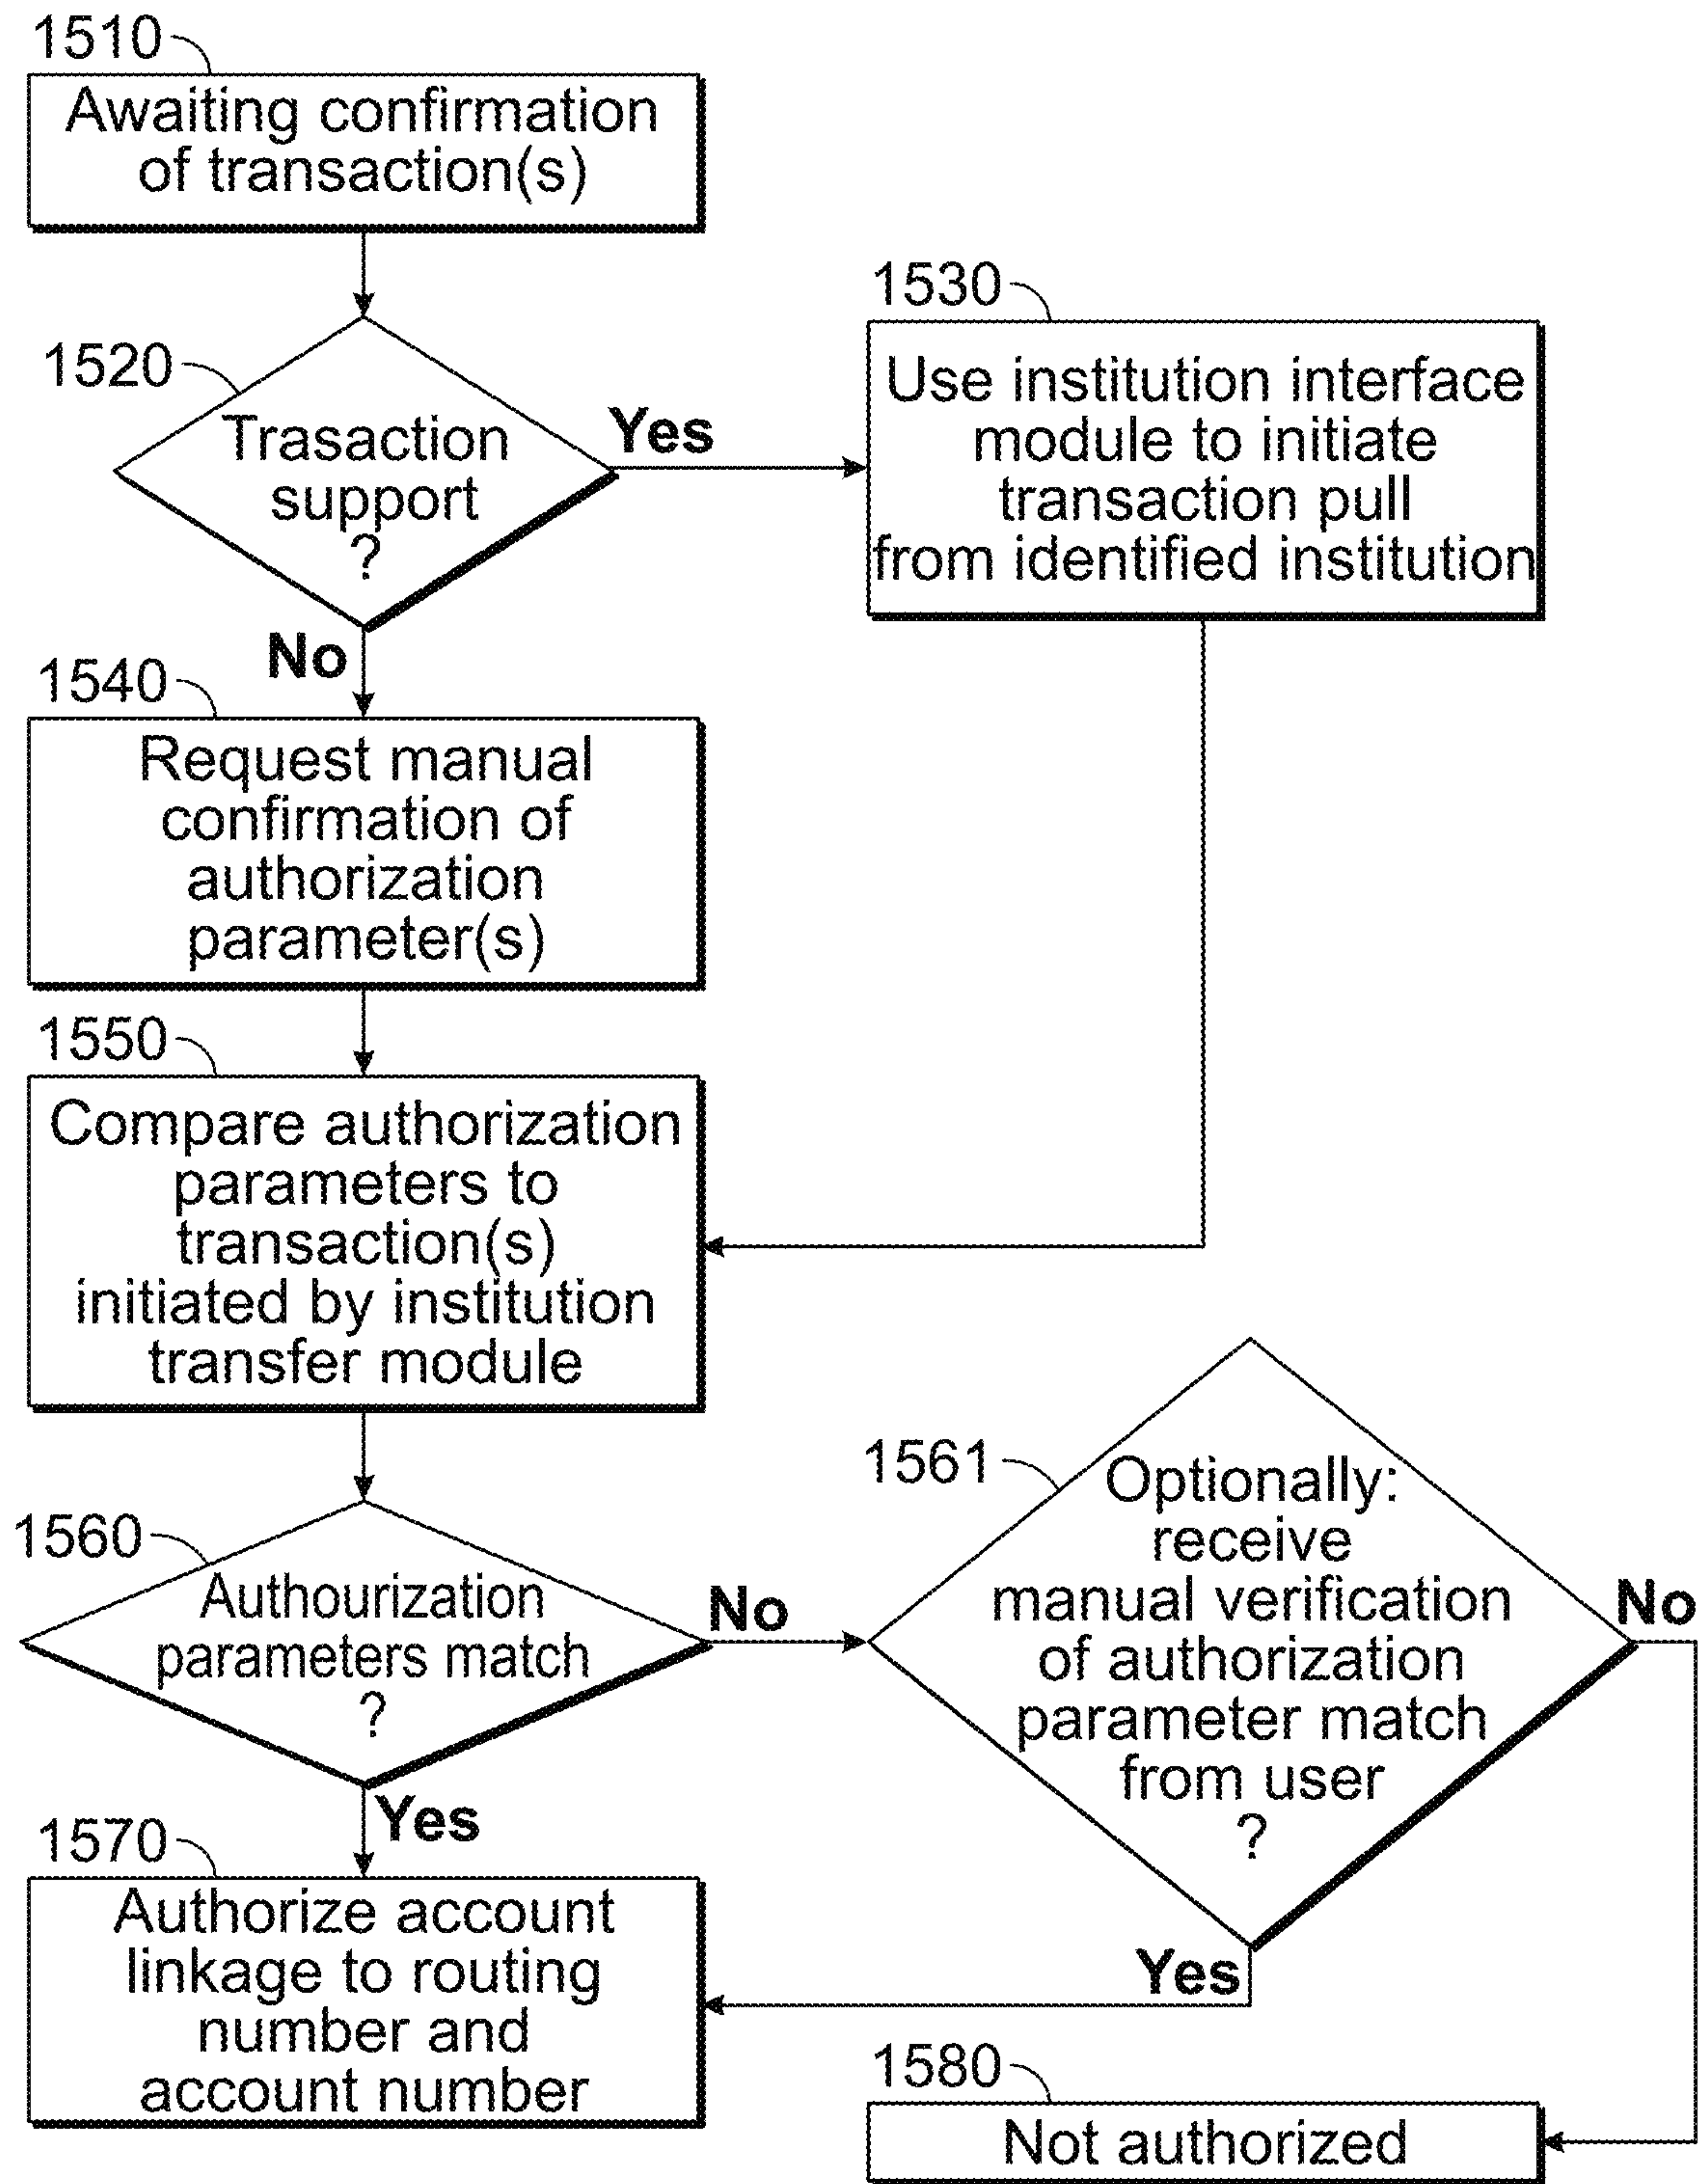 1510
Awaiting confirmation
of transaction(s)
1520
Trasaction
support
?
Yes
No
1530
Use institution interface
module to initiate
transaction pull
from identified institution
1540
Request manual
confirmation of
authorization
parameter(s)
1550
Compare authorization
parameters to
transaction(s)
initiated by institution
transfer module
1560
Authourization
parameters match
?
No
Yes
1561
Optionally:
receive
manual verification
of authorization
parameter match
from user
?
No
Yes
1570
Authorize account
linkage to routing
number and
account number
1580
Not authorized